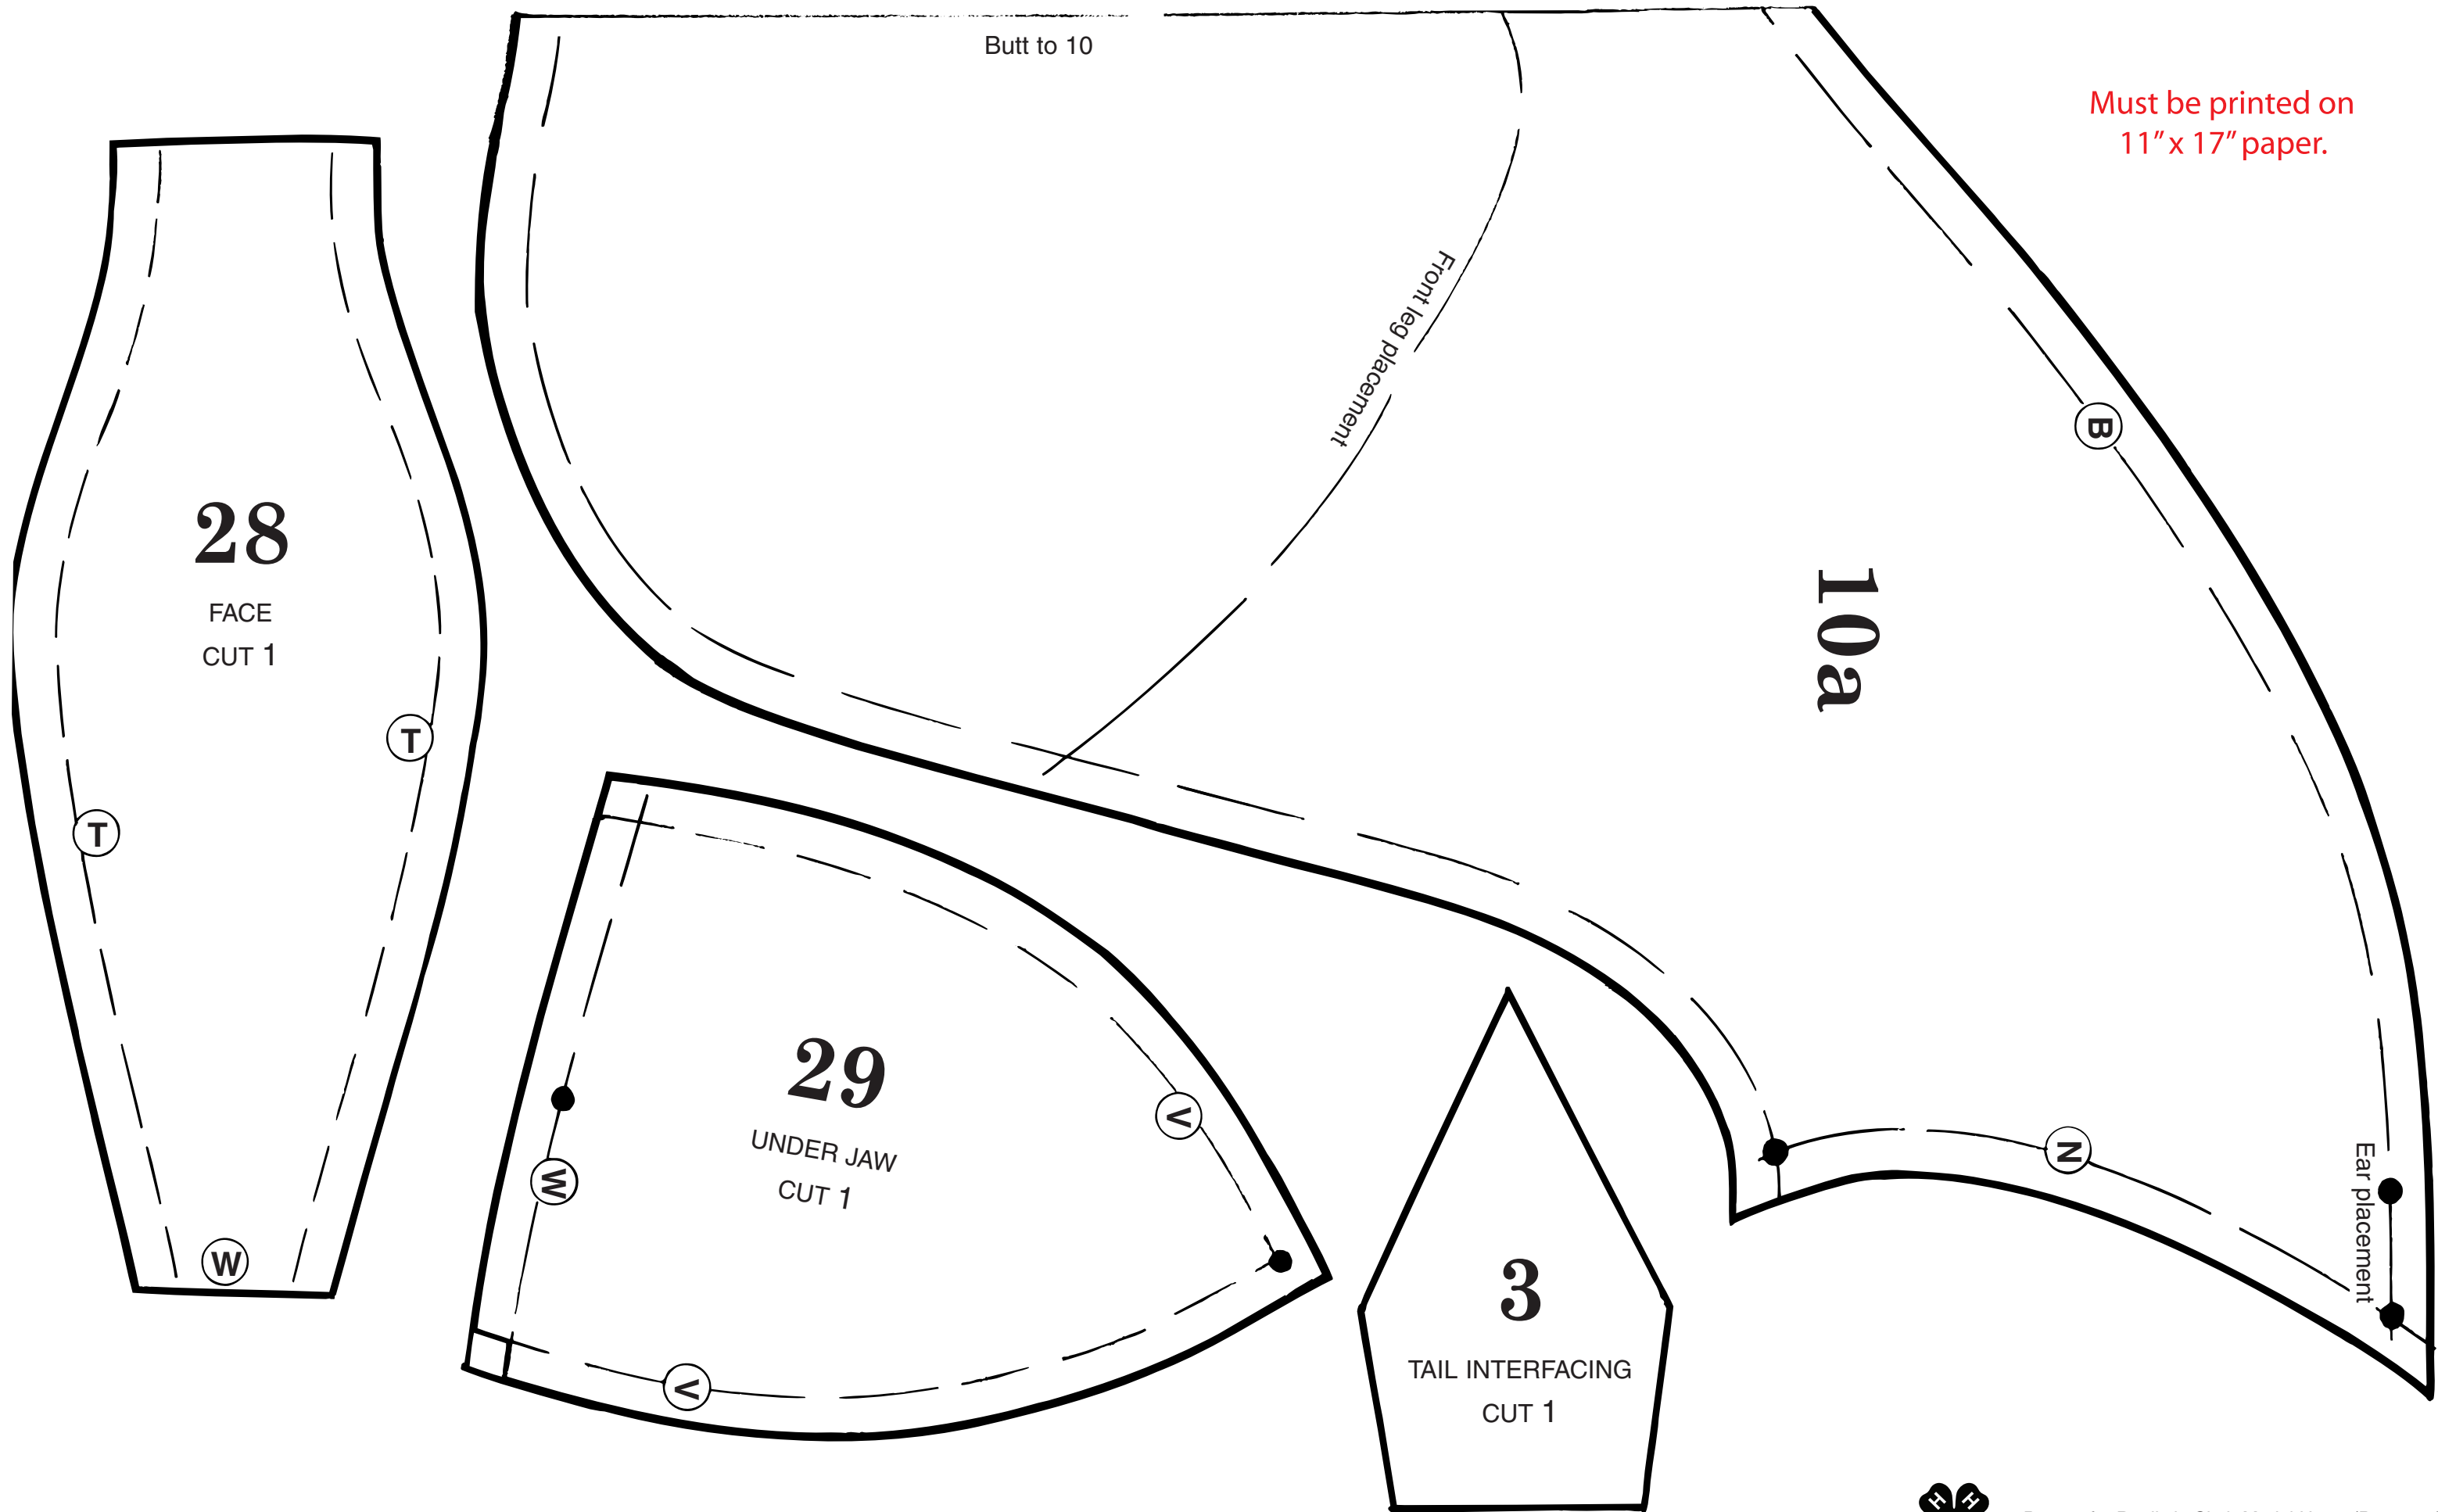 Butt to 10
Must be printed on
11” x 17” paper.
Front leg placement
B
28
FACE
CUT 1
T
T
W
10a
29
UNDER JAW
CUT 1
V
W
V
N
Ear placement
3
TAIL INTERFACING
CUT 1
H H